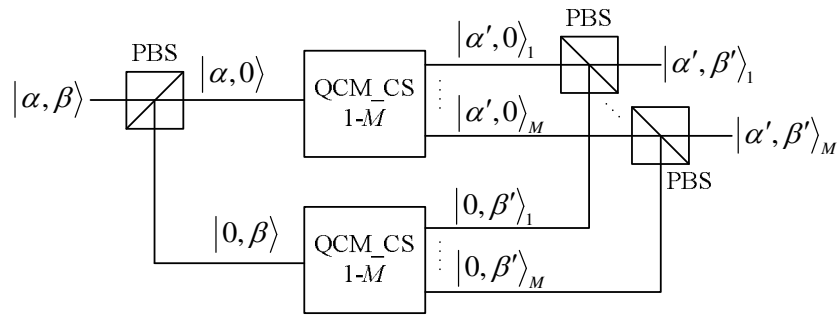 PBS
|α, β⟩
|α, 0⟩
QCM_CS
1-M
|α′, 0⟩₁
|α′, 0⟩_M
|α′, β′⟩₁
|α′, β′⟩_M
PBS
|0, β⟩
QCM_CS
1-M
|0, β′⟩₁
|0, β′⟩_M
PBS